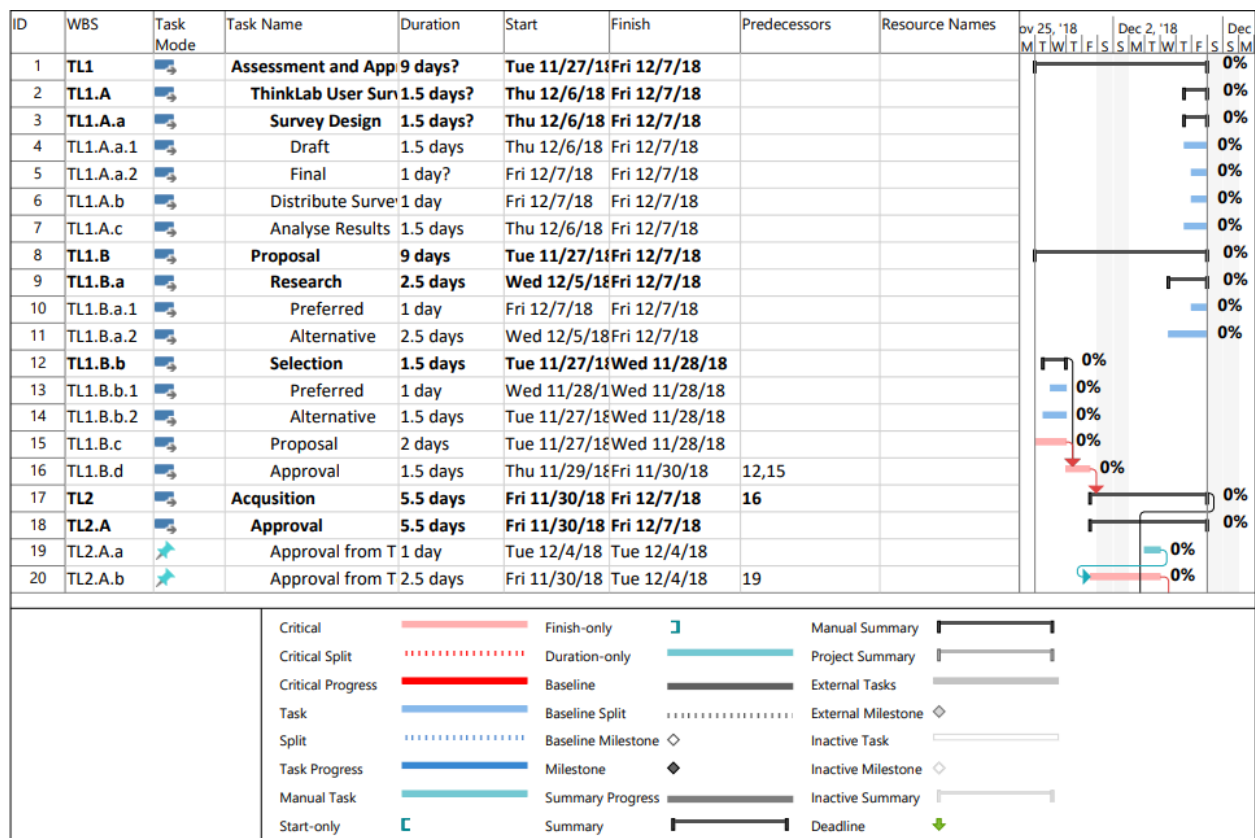 ID WBS Task Mode Task Name Duration Start Finish Predecessors Resource Names ov 25, '18 Dec 2, '18 Dec
M T W T F S S M T W T F S S M
1 TL1 Assessment and App 9 days? Tue 11/27/18 Fri 12/7/18 0%
2 TL1.A ThinkLab User Surv 1.5 days? Thu 12/6/18 Fri 12/7/18 0%
3 TL1.A.a Survey Design 1.5 days? Thu 12/6/18 Fri 12/7/18 0%
4 TL1.A.a.1 Draft 1.5 days Thu 12/6/18 Fri 12/7/18 0%
5 TL1.A.a.2 Final 1 day? Fri 12/7/18 Fri 12/7/18 0%
6 TL1.A.b Distribute Surve 1 day Fri 12/7/18 Fri 12/7/18 0%
7 TL1.A.c Analyse Results 1.5 days Thu 12/6/18 Fri 12/7/18 0%
8 TL1.B Proposal 9 days Tue 11/27/18 Fri 12/7/18 0%
9 TL1.B.a Research 2.5 days Wed 12/5/18 Fri 12/7/18 0%
10 TL1.B.a.1 Preferred 1 day Fri 12/7/18 Fri 12/7/18 0%
11 TL1.B.a.2 Alternative 2.5 days Wed 12/5/18 Fri 12/7/18 0%
12 TL1.B.b Selection 1.5 days Tue 11/27/18 Wed 11/28/18 0%
13 TL1.B.b.1 Preferred 1 day Wed 11/28/1 Wed 11/28/18 0%
14 TL1.B.b.2 Alternative 1.5 days Tue 11/27/18 Wed 11/28/18 0%
15 TL1.B.c Proposal 2 days Tue 11/27/18 Wed 11/28/18 0%
16 TL1.B.d Approval 1.5 days Thu 11/29/18 Fri 11/30/18 12,15 0%
17 TL2 Acqusition 5.5 days Fri 11/30/18 Fri 12/7/18 16 0%
18 TL2.A Approval 5.5 days Fri 11/30/18 Fri 12/7/18 0%
19 TL2.A.a Approval from T 1 day Tue 12/4/18 Tue 12/4/18 0%
20 TL2.A.b Approval from T 2.5 days Fri 11/30/18 Tue 12/4/18 19 0%
Critical Finish-only Manual Summary
Critical Split Duration-only Project Summary
Critical Progress Baseline External Tasks
Task Baseline Split External Milestone
Split Baseline Milestone Inactive Task
Task Progress Milestone Inactive Milestone
Manual Task Summary Progress Inactive Summary
Start-only Summary Deadline